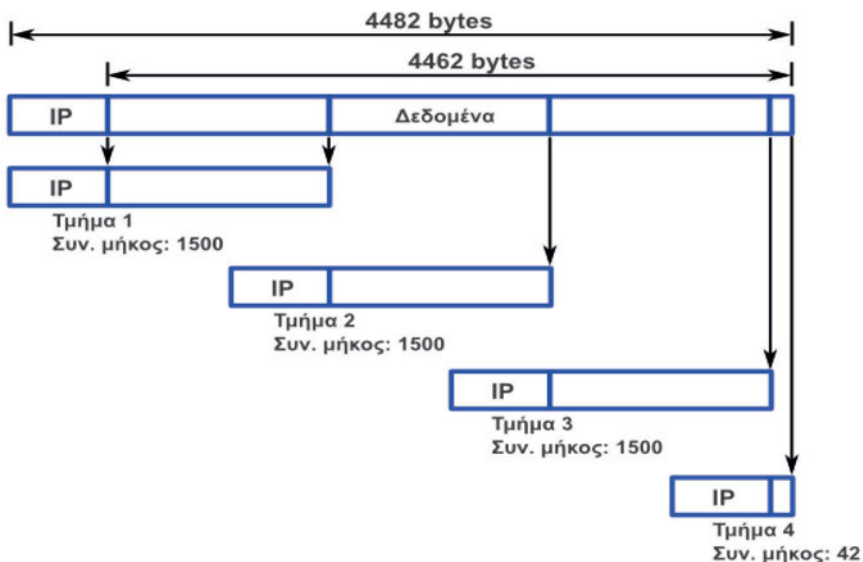 4482 bytes
4462 bytes
IP Δεδομένα
IP
Τμήμα 1
Συν. μήκος: 1500
IP
Τμήμα 2
Συν. μήκος: 1500
IP
Τμήμα 3
Συν. μήκος: 1500
IP
Τμήμα 4
Συν. μήκος: 42